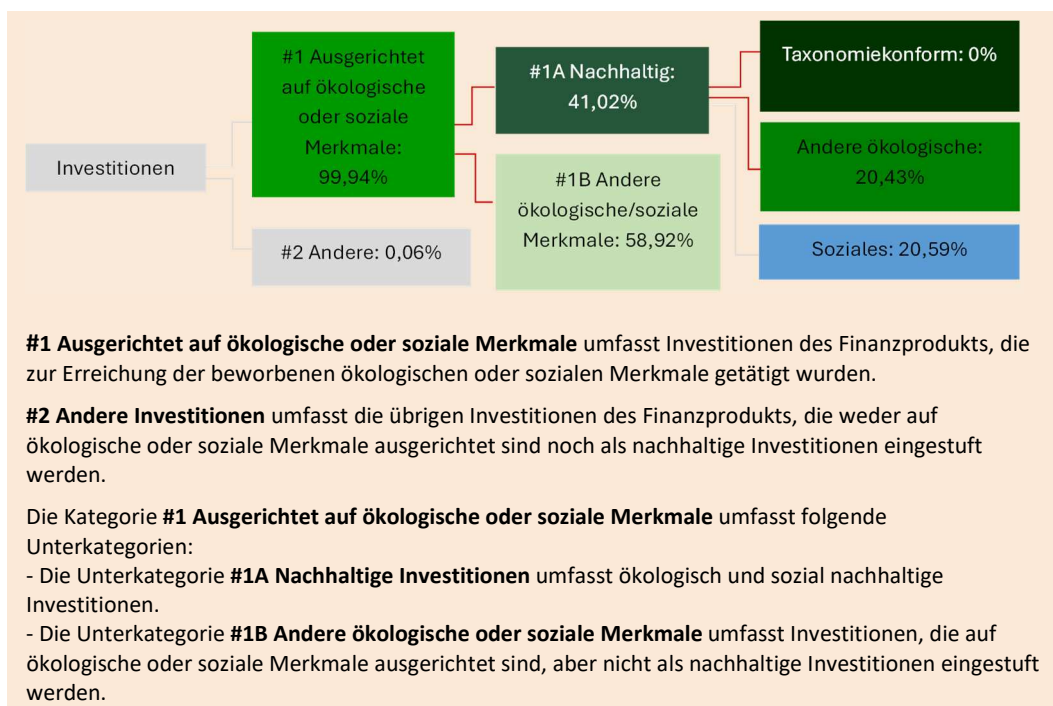 Investitionen
#1 Ausgerichtet
auf ökologische
oder soziale
Merkmale:
99,94%
#2 Andere: 0,06%
#1A Nachhaltig:
41,02%
#1B Andere
ökologische/soziale
Merkmale: 58,92%
Taxonomiekonform: 0%
Andere ökologische:
20,43%
Soziales: 20,59%
#1 Ausgerichtet auf ökologische oder soziale Merkmale umfasst Investitionen des Finanzprodukts, die
zur Erreichung der beworbenen ökologischen oder sozialen Merkmale getätigt wurden.
#2 Andere Investitionen umfasst die übrigen Investitionen des Finanzprodukts, die weder auf
ökologische oder soziale Merkmale ausgerichtet sind noch als nachhaltige Investitionen eingestuft
werden.
Die Kategorie #1 Ausgerichtet auf ökologische oder soziale Merkmale umfasst folgende
Unterkategorien:
- Die Unterkategorie #1A Nachhaltige Investitionen umfasst ökologisch und sozial nachhaltige
Investitionen.
- Die Unterkategorie #1B Andere ökologische oder soziale Merkmale umfasst Investitionen, die auf
ökologische oder soziale Merkmale ausgerichtet sind, aber nicht als nachhaltige Investitionen eingestuft
werden.